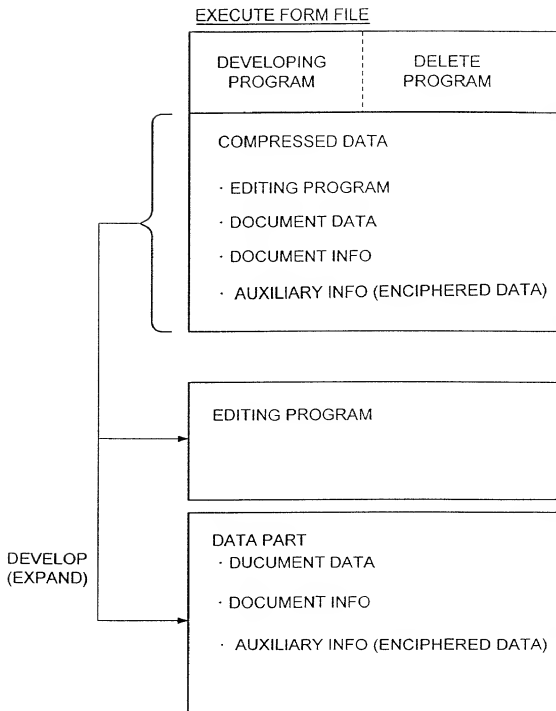 EXECUTE FORM FILE
DEVELOPING
PROGRAM
DELETE
PROGRAM
COMPRESSED DATA
· EDITING PROGRAM
· DOCUMENT DATA
· DOCUMENT INFO
· AUXILIARY INFO (ENCIPHERED DATA)
EDITING PROGRAM
DEVELOP
(EXPAND)
DATA PART
· DUCUMENT DATA
· DOCUMENT INFO
· AUXILIARY INFO (ENCIPHERED DATA)